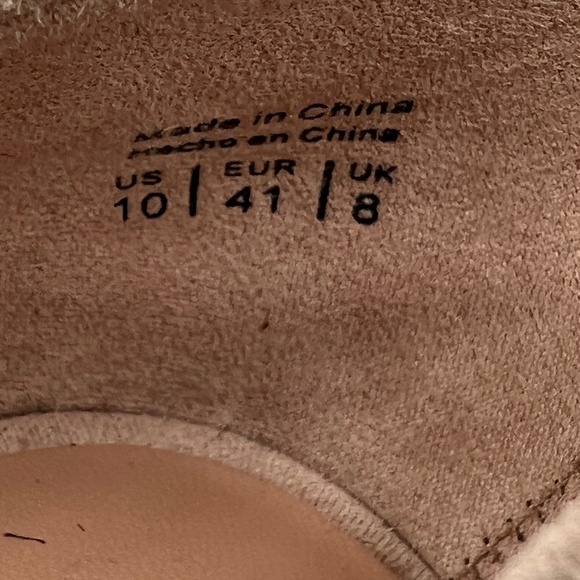 Made in China
Hecho en China
US | EUR | UK
10 | 41 | 8